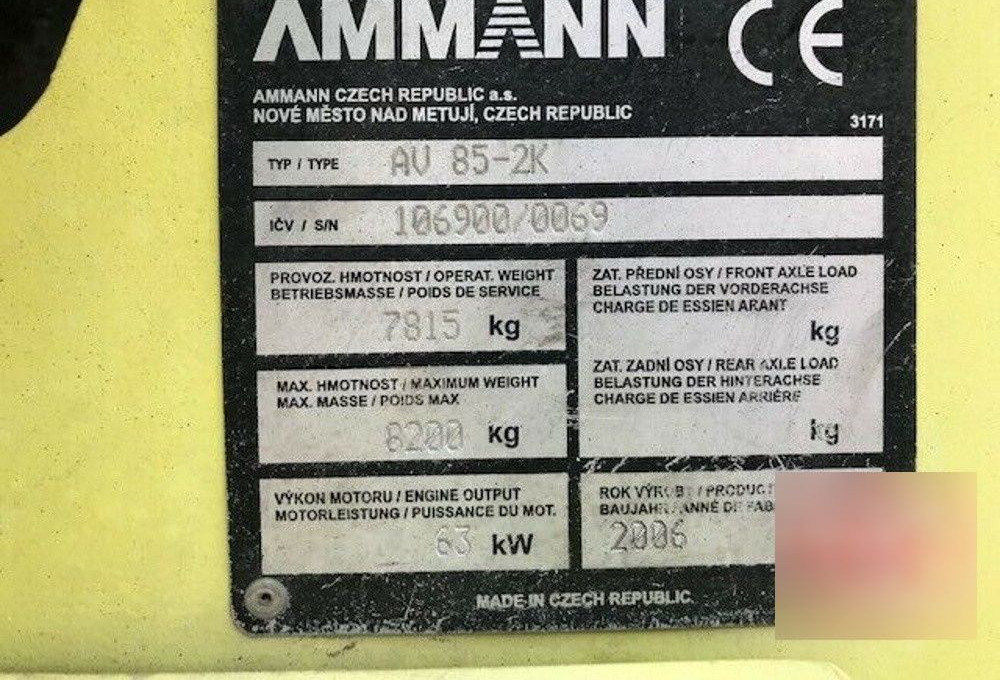 AMMANN CE
AMMANN CZECH REPUBLIC a.s.
NOVÉ MĚSTO NAD METUJÍ, CZECH REPUBLIC
3171
TYP / TYPE AV 85-2K
IČV / S/N 106900/0069
PROVOZ. HMOTNOST / OPERAT. WEIGHT
BETRIEBSMASSE / POIDS DE SERVICE
7815 kg
MAX. HMOTNOST / MAXIMUM WEIGHT
MAX. MASSE / POIDS MAX
8200 kg
VÝKON MOTORU / ENGINE OUTPUT
MOTORLEISTUNG / PUISSANCE DU MOT.
63 kW
ZAT. PŘEDNÍ OSY / FRONT AXLE LOAD
BELASTUNG DER VORDERACHSE
CHARGE DE ESSIEN ARANT
kg
ZAT. ZADNÍ OSY / REAR AXLE LOAD
BELASTUNG DER HINTERACHSE
CHARGE DE ESSIEN ARRIÉRE
kg
ROK VÝROBY /
BAUJAHR /
2006
MADE IN CZECH REPUBLIC